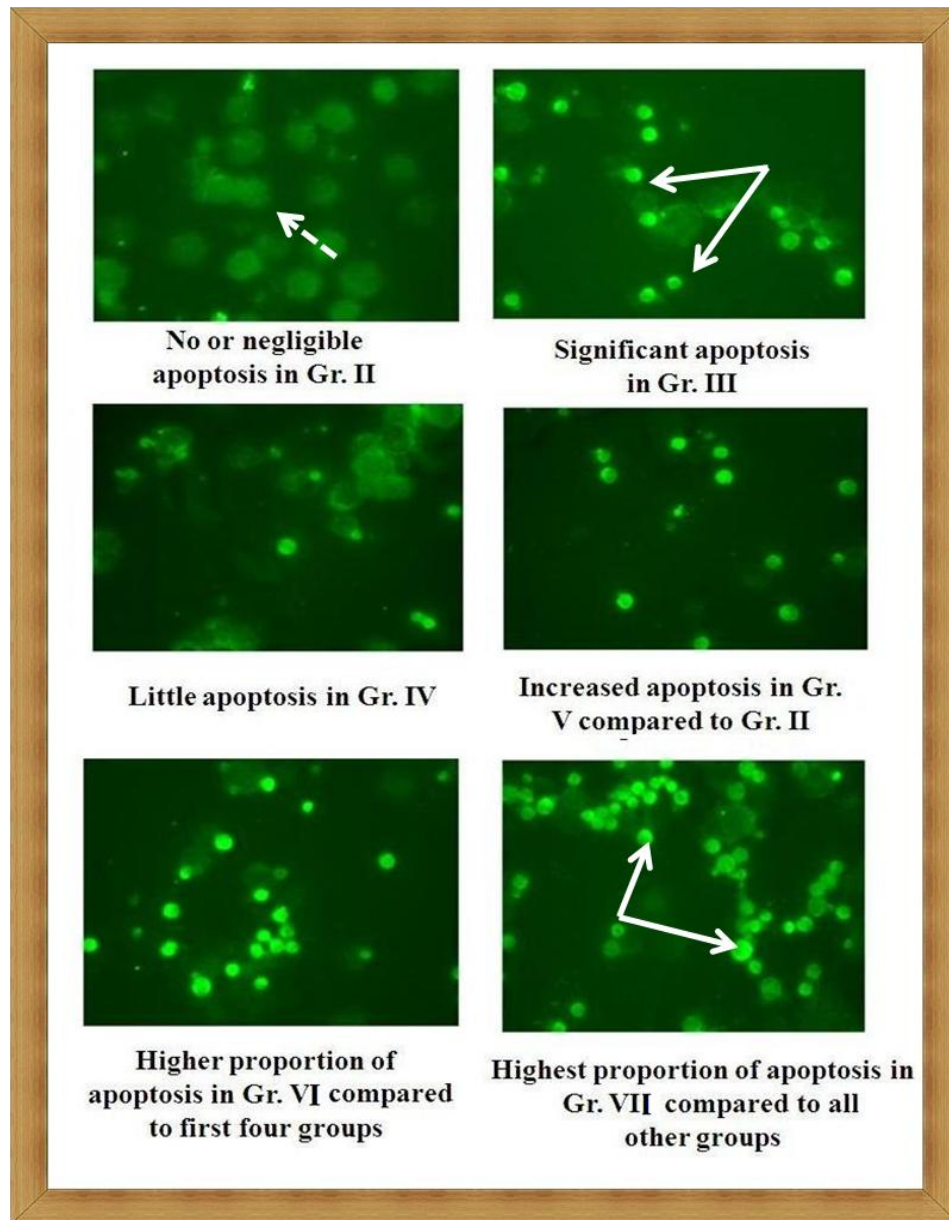 No or negligible
apoptosis in Gr. II
Significant apoptosis
in Gr. III
Little apoptosis in Gr. IV
Increased apoptosis in Gr.
V compared to Gr. II
Higher proportion of
apoptosis in Gr. VI compared
to first four groups
Highest proportion of apoptosis in
Gr. VII compared to all
other groups